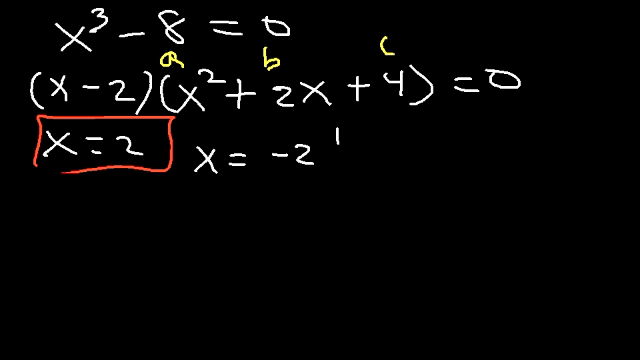 x³ - 8 = 0
a b c
(x - 2)(x² + 2x + 4) = 0
x = 2 x = -2